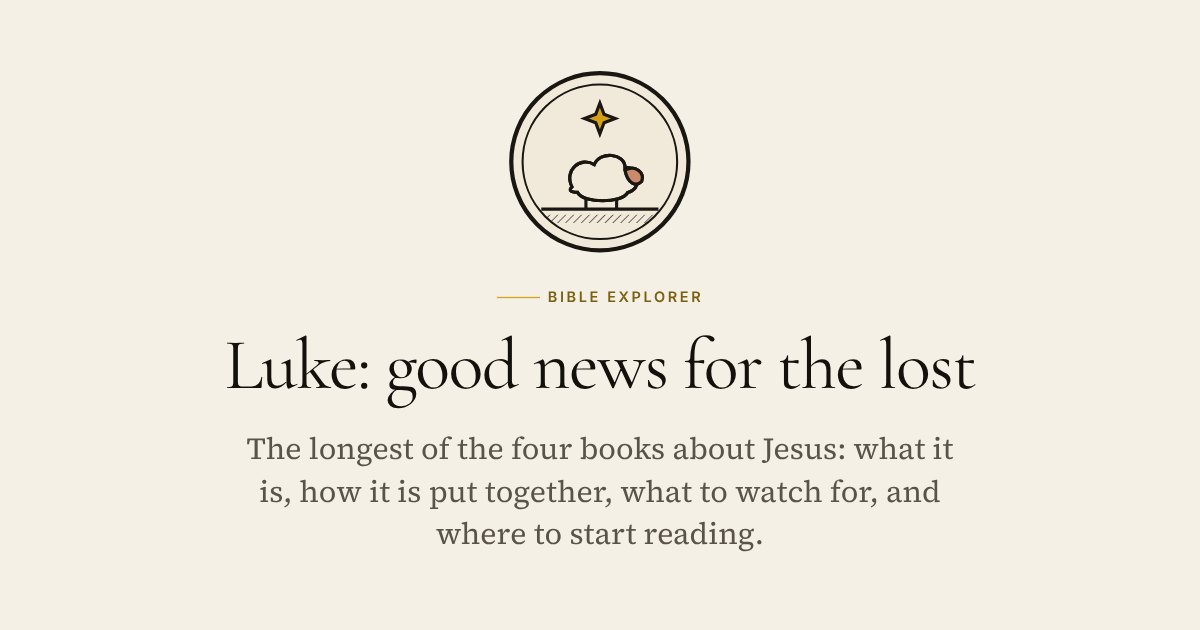 BIBLE EXPLORER
Luke: good news for the lost
The longest of the four books about Jesus: what it
is, how it is put together, what to watch for, and
where to start reading.